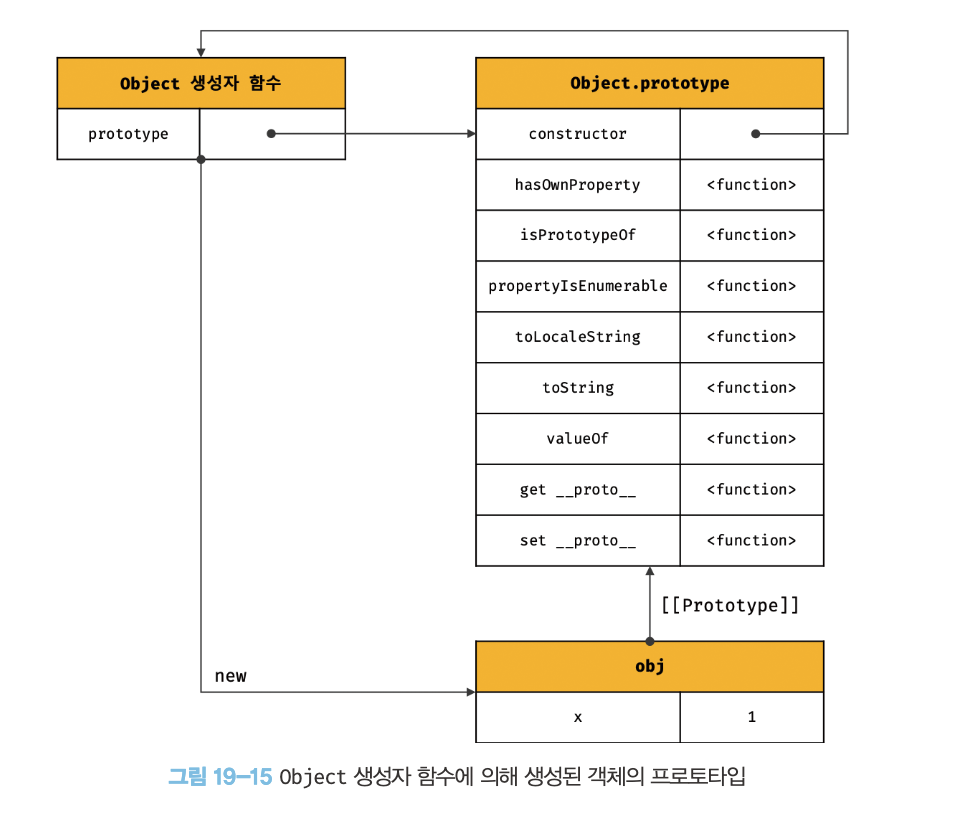 Object 생성자 함수
prototype
Object.prototype
constructor
hasOwnProperty <function>
isPrototypeOf <function>
propertyIsEnumerable <function>
toLocaleString <function>
toString <function>
valueOf <function>
get __proto__ <function>
set __proto__ <function>
[[Prototype]]
new
obj
x 1
그림 19–15 Object 생성자 함수에 의해 생성된 객체의 프로토타입